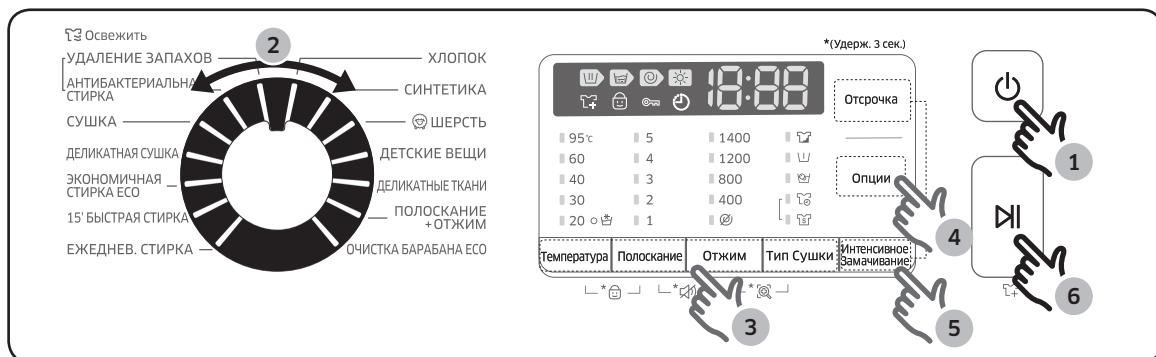 Освежить
УДАЛЕНИЕ ЗАПАХОВ
АНТИБАКТЕРИАЛЬНА
СТИРКА
СУШКА
ДЕЛИКАТНАЯ СУШКА
ЭКОНОМИЧНАЯ
СТИРКА ECO
15' БЫСТРАЯ СТИРКА
ЕЖЕДНЕВ. СТИРКА
2
ХЛОПОК
СИНТЕТИКА
ШЕРСТЬ
ДЕТСКИЕ ВЕЩИ
ДЕЛИКАТНЫЕ ТКАНИ
ПОЛОСКАНИЕ
+ОТЖИМ
ОЧИСТКА БАРАБАНА ECO
*(Удерж. 3 сек.)
18:88
95°c 5 1400
60 4 1200
40 3 800
30 2 400
20 1
Отсрочка
Опции
Температура Полоскание Отжим Тип Сушки Интенсивное
Замачивание
* * *
3
4
5
1
6